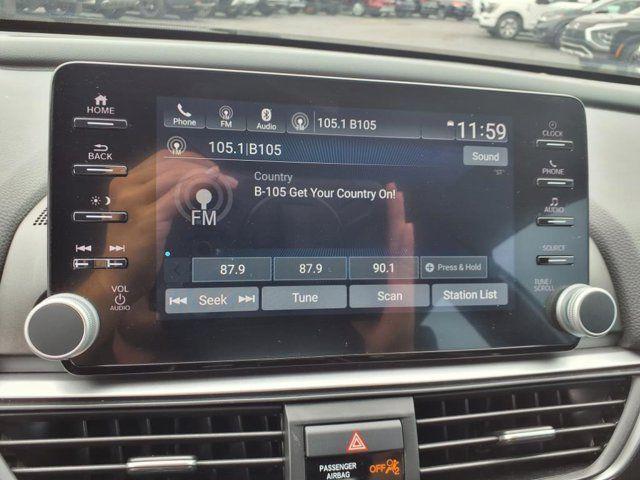 HOME
BACK
VOL
AUDIO
Phone
FM
Audio
105.1 B105
11:59
105.1|B105
Sound
Country
B-105 Get Your Country On!
"ST"
FM
87.9
87.9
90.1
Press & Hold
Seek
Tune
Scan
Station List
CLOCK
PHONE
AUDIO
SOURCE
TUNE/
SCROLL
PASSENGER
AIRBAG
OFF